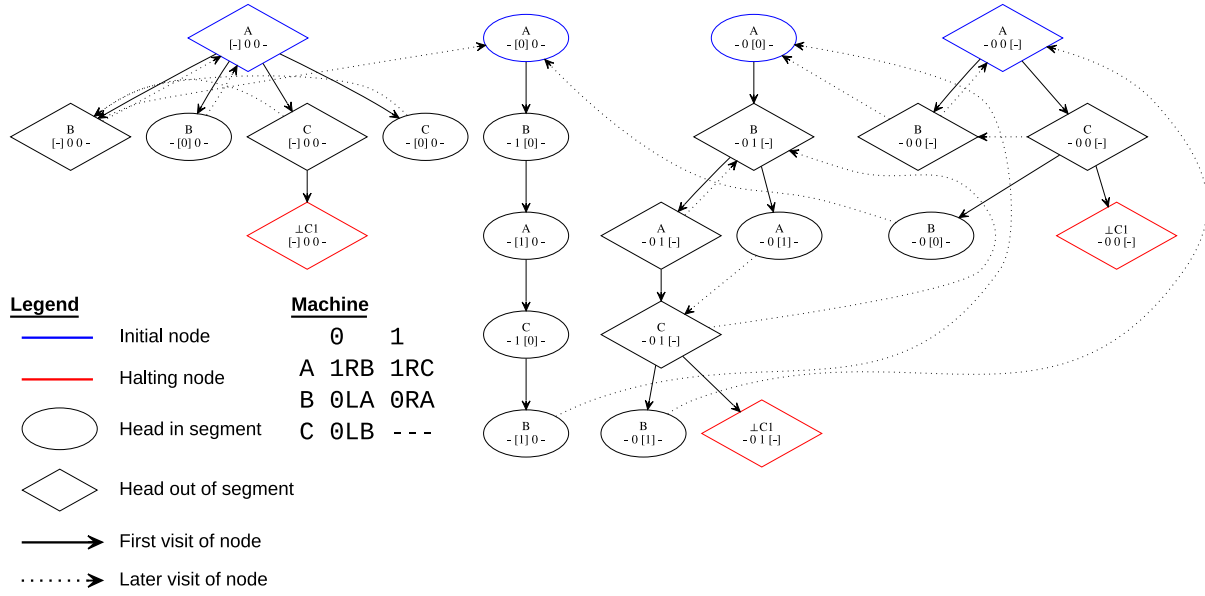 A
[-] 0 0 -
A
- [0] 0 -
A
- 0 [0] -
A
- 0 0 [-]
B
[-] 0 0 -
B
- [0] 0 -
C
[-] 0 0 -
C
- [0] 0 -
B
- 1 [0] -
B
- 0 1 [-]
B
- 0 0 [-]
C
- 0 0 [-]
⊥C1
[-] 0 0 -
A
- [1] 0 -
A
- 0 1 [-]
A
- 0 [1] -
B
- 0 [0] -
⊥C1
- 0 0 [-]
C
- 1 [0] -
C
- 0 1 [-]
B
- [1] 0 -
B
- 0 [1] -
⊥C1
- 0 1 [-]
Legend
Initial node
Halting node
Head in segment
Head out of segment
First visit of node
Later visit of node
Machine
0 1
A 1RB 1RC
B 0LA 0RA
C 0LB ---